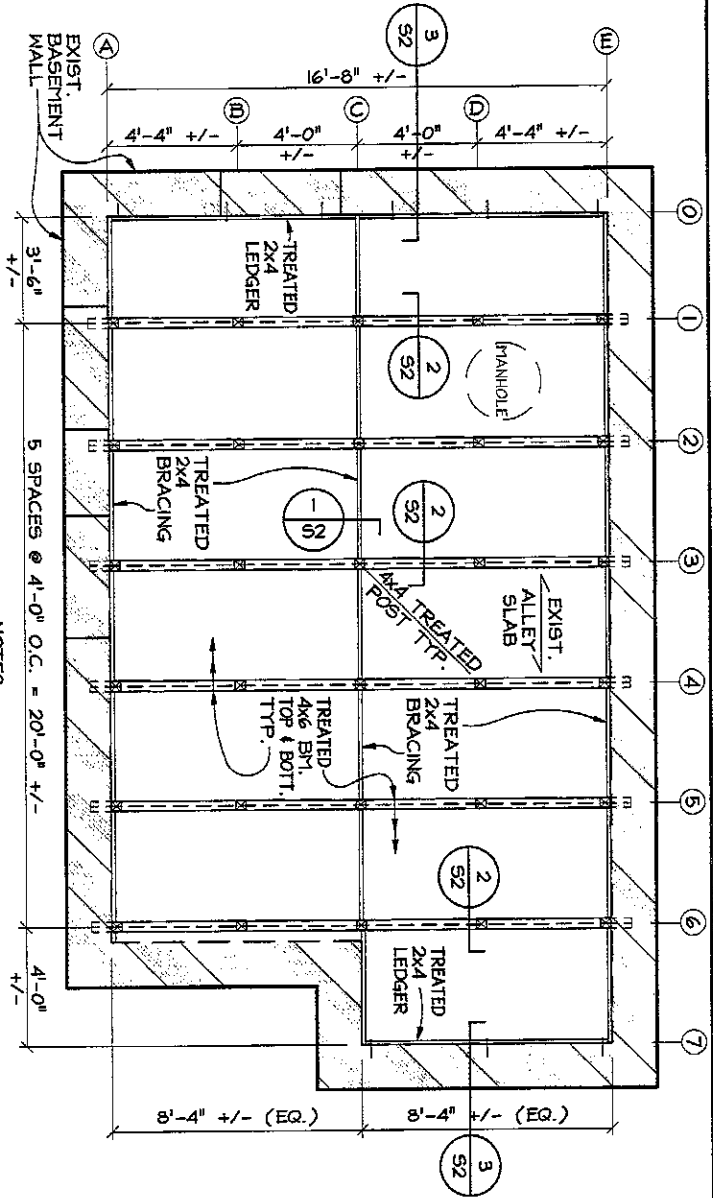 3
S2
E
D
C
B
A
16'-8" +/-
4'-4" +/-
4'-0"
+/-
4'-0"
+/-
4'-4" +/-
EXIST.
BASEMENT
WALL
0
1
2
3
4
5
6
7
TREATED
2x4
LEDGER
2
S2
MANHOLE
TREATED
2x4
BRACING
1
S2
2
S2
4x4 TREATED
POST TYP.
EXIST.
ALLEY
SLAB
TREATED
4x6 BM.
TOP & BOTT.
TYP.
TREATED
2x4
BRACING
2
S2
TREATED
2x4
LEDGER
3'-6"
+/-
5 SPACES @ 4'-0" O.C. = 20'-0" +/-
4'-0"
+/-
8'-4" +/- (EQ.)
8'-4" +/- (EQ.)
3
S2
NOTES